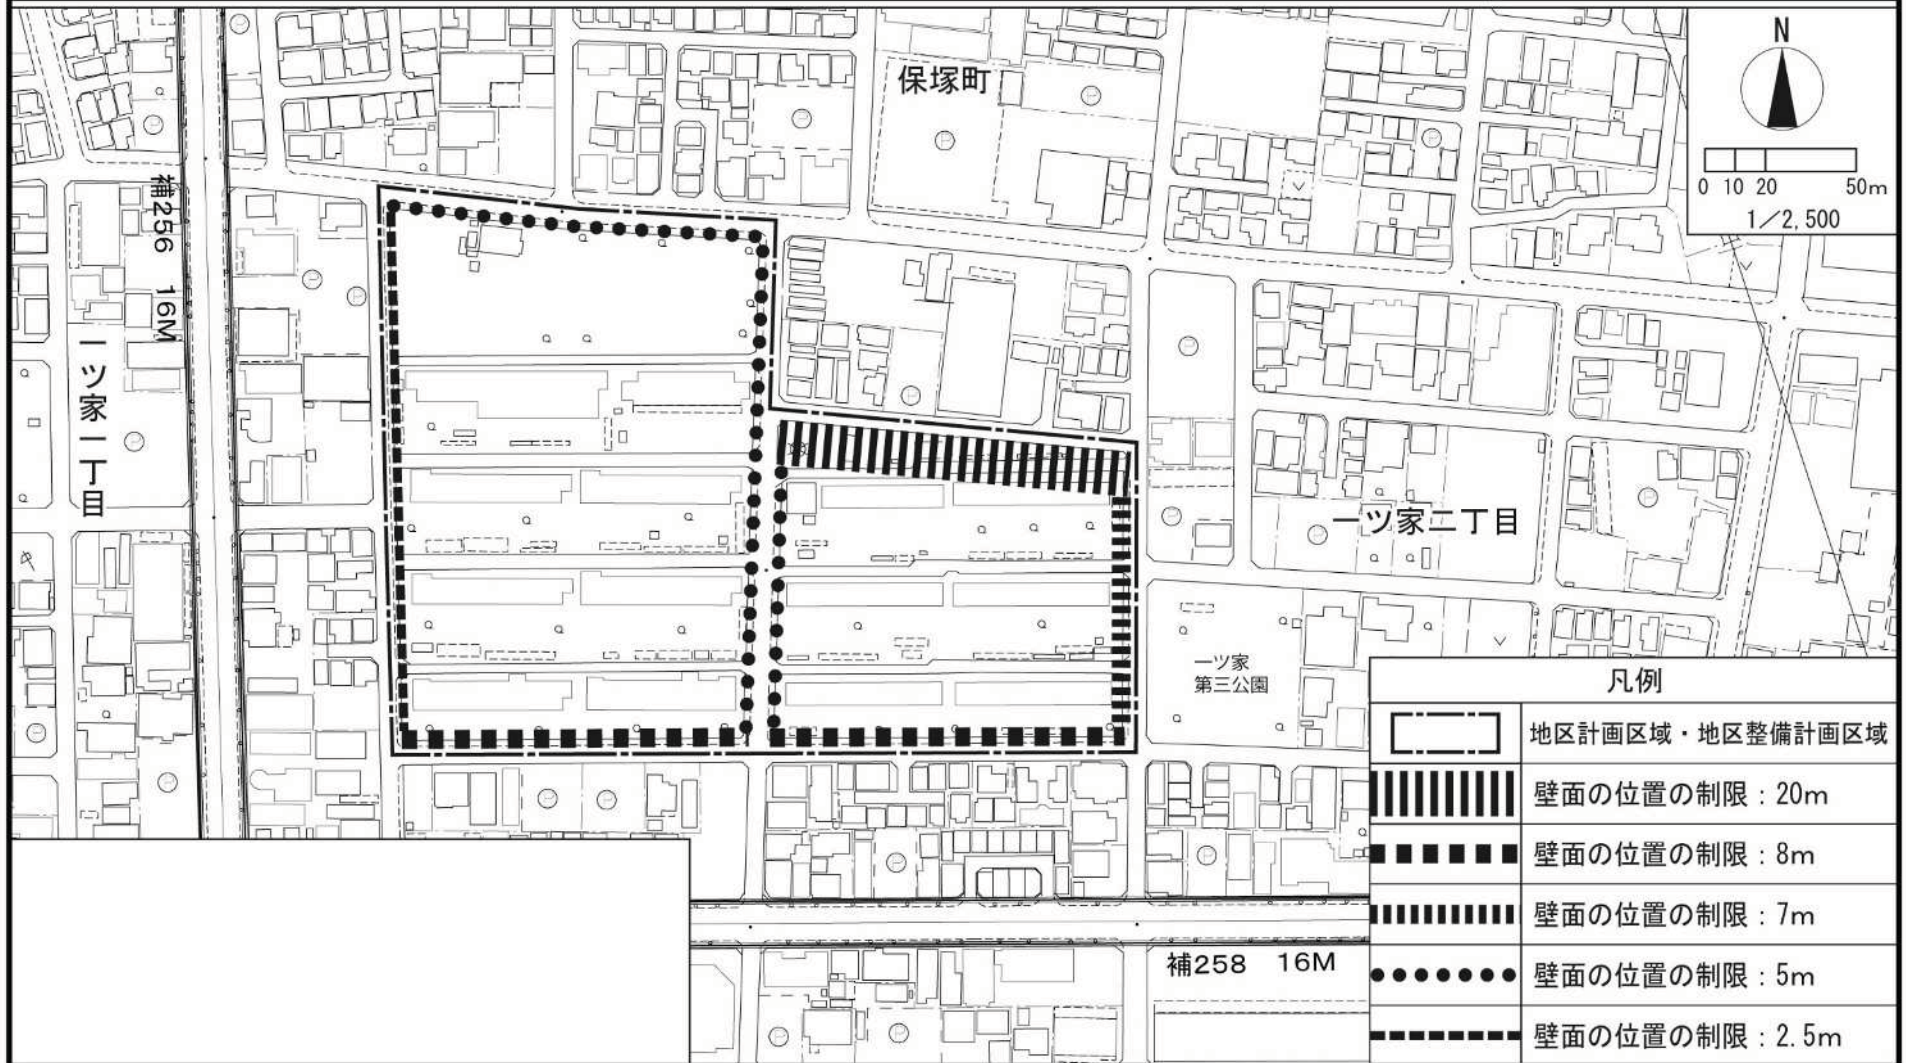 保塚町
N
0 10 20 50m
1/2,500
補256 16M
一ツ家一丁目
一ツ家二丁目
一ツ家
第三公園
補258 16M
凡例
地区計画区域・地区整備計画区域
壁面の位置の制限：20m
壁面の位置の制限：8m
壁面の位置の制限：7m
壁面の位置の制限：5m
壁面の位置の制限：2.5m